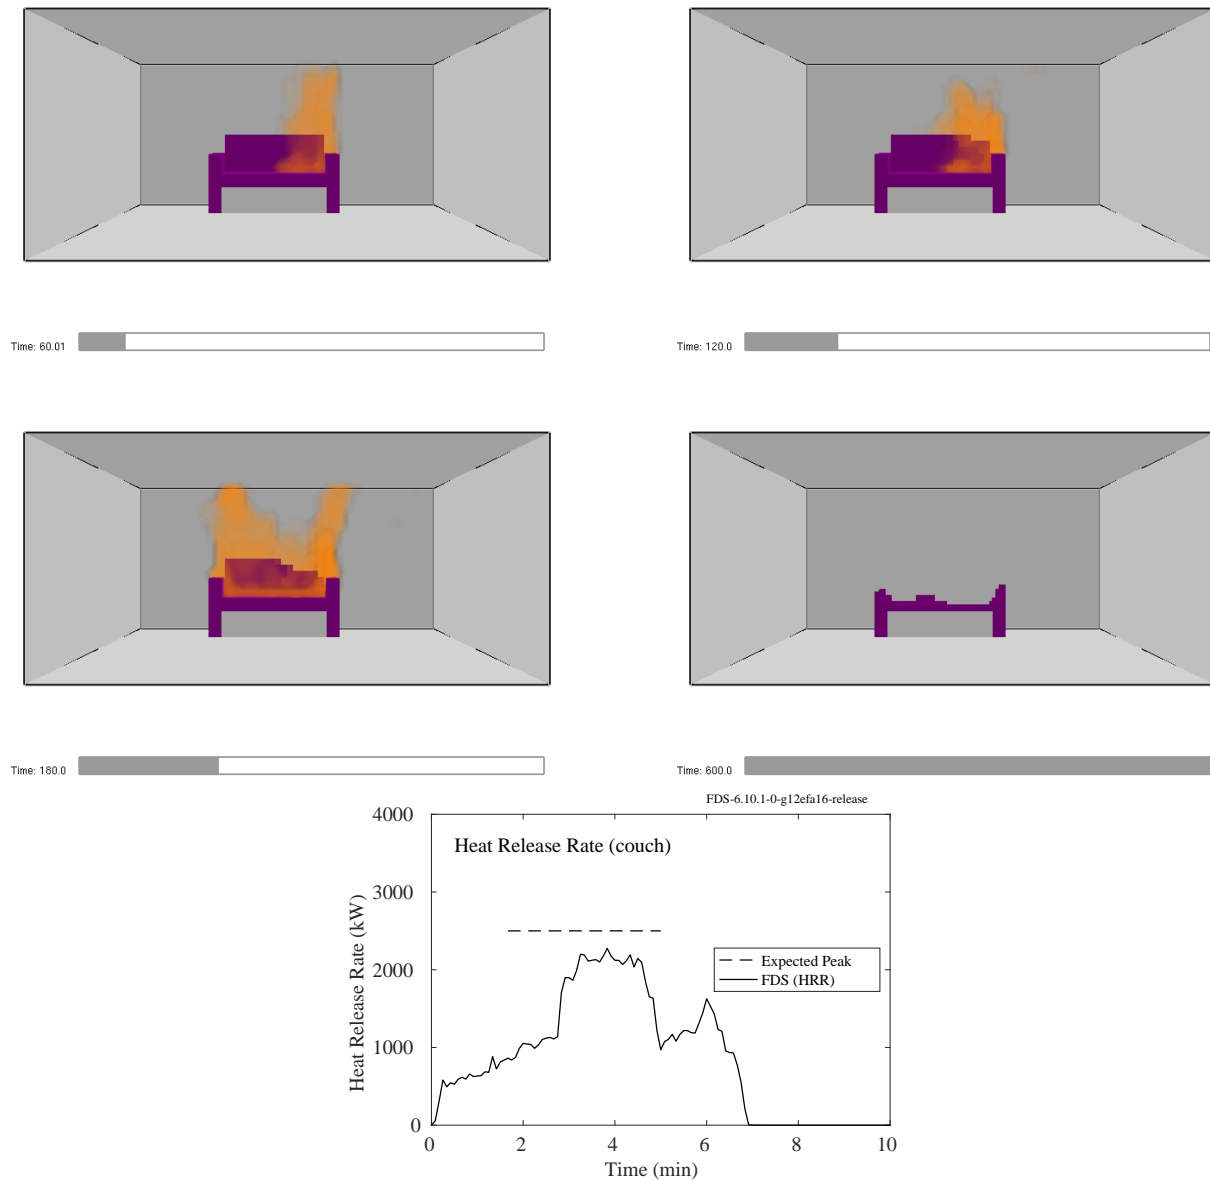 Time: 60.01
Time: 120.0
Time: 180.0
Time: 600.0
FDS-6.10.1-0-g12efa16-release
Heat Release Rate (couch)
Heat Release Rate (kW)
4000
3000
2000
1000
0
Expected Peak
FDS (HRR)
0 2 4 6 8 10
Time (min)